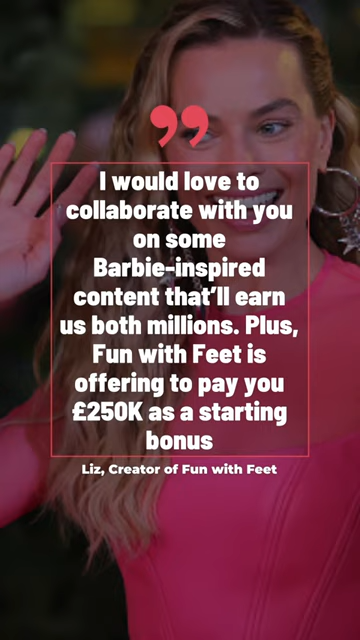 I would love to
collaborate with you
on some
Barbie-inspired
content that'll earn
us both millions. Plus,
Fun with Feet is
offering to pay you
£250K as a starting
bonus
Liz, Creator of Fun with Feet